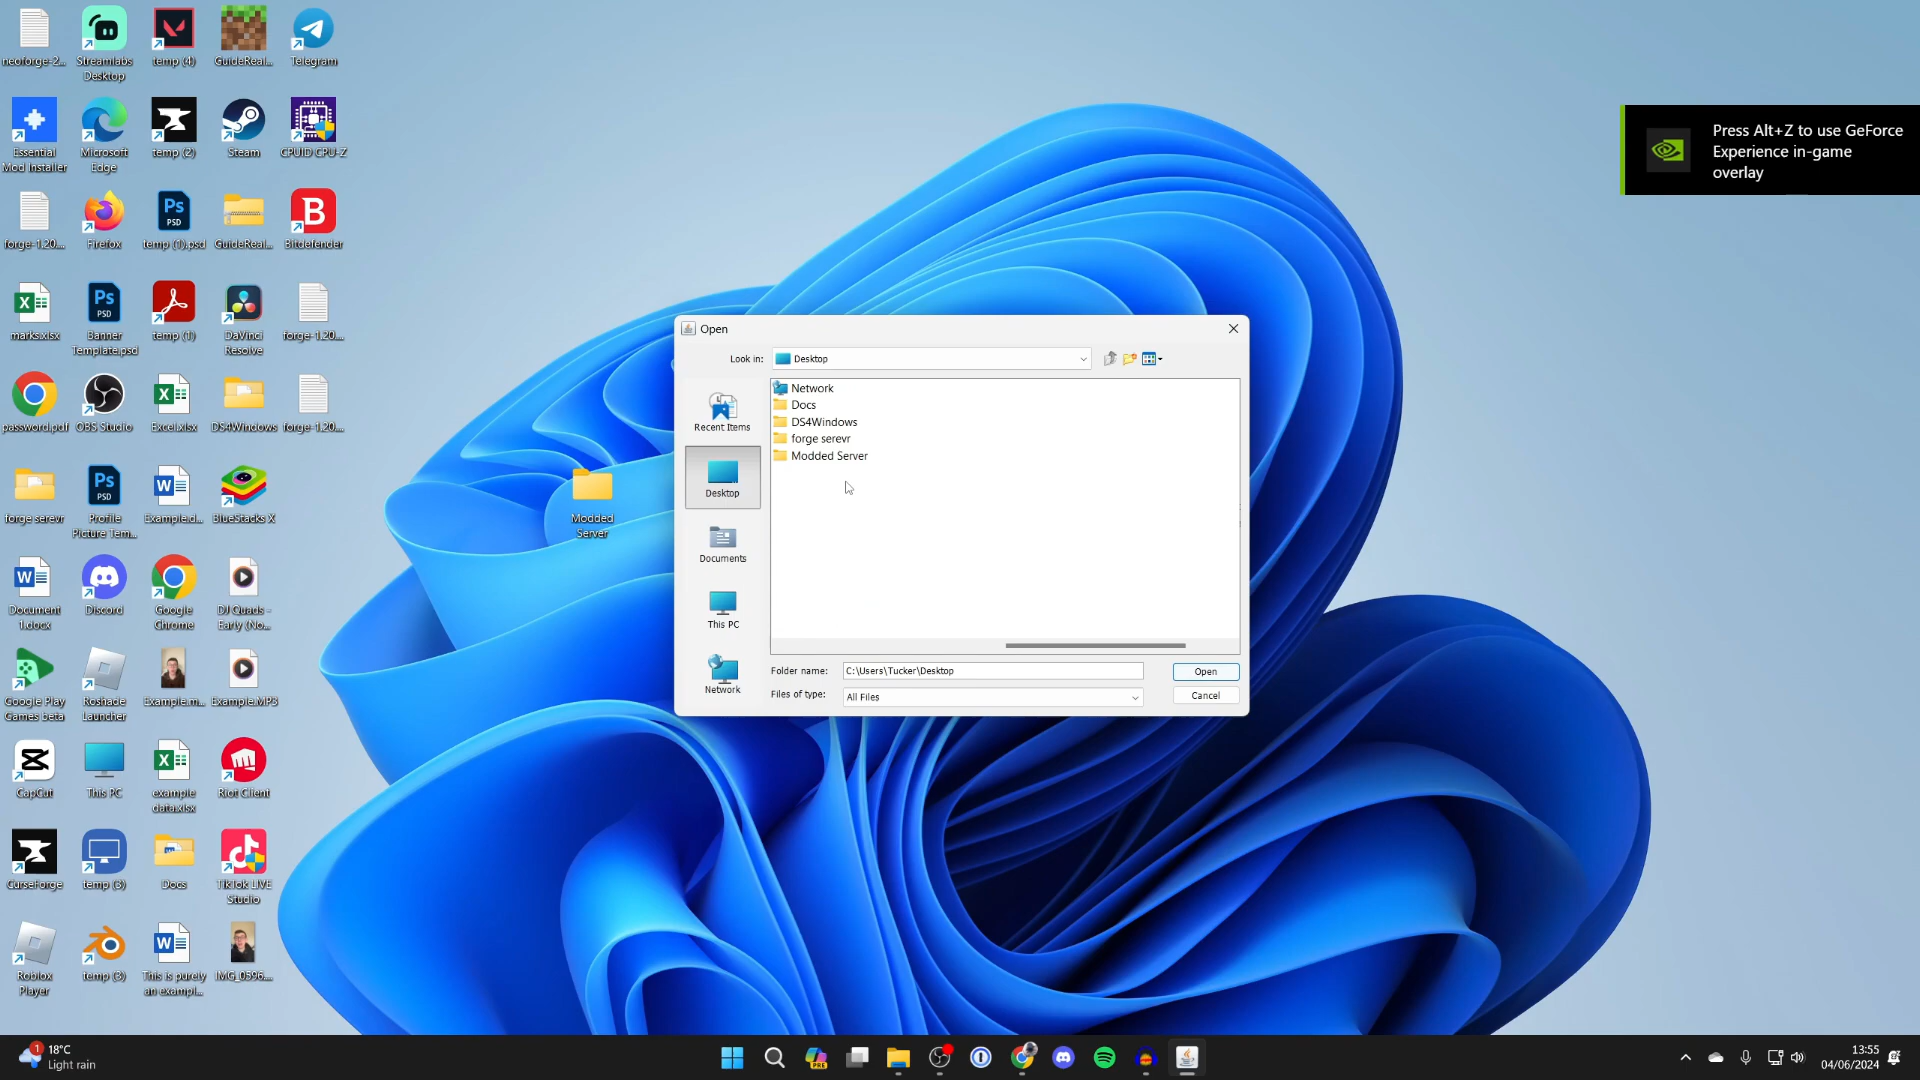 neoforge-2...
Streamlabs
Desktop
temp (4)
GuideReal...
Telegram
Essential
Mod Installer
Microsoft
Edge
temp (2)
Steam
CPUID CPU-Z
forge-1.20...
Firefox
temp (1).psd
GuideReal...
Bitdefender
marks.xlsx
Banner
Template.psd
temp (1)
DaVinci
Resolve
forge-1.20...
password.pdf
OBS Studio
Excel.xlsx
DS4Windows
forge-1.20...
forge serevr
Profile
Picture Tem...
Example.d...
BlueStacks X
Document
1.docx
Discord
Google
Chrome
DJ Quads -
Early (No...
Google Play
Games beta
Roshade
Launcher
Example.m...
Example.MP3
CapCut
This PC
example
data.xlsx
Riot Client
CurseForge
temp (3)
Docs
TikTok LIVE
Studio
Roblox
Player
temp (3)
This is purely
an exampl...
IMG_0396....
Modded
Server
Open
Look in:
Desktop
Recent Items
Desktop
Documents
This PC
Network
Network
Docs
DS4Windows
forge serevr
Modded Server
Folder name:
C:\Users\Tucker\Desktop
Open
Files of type:
All Files
Cancel
Press Alt+Z to use GeForce
Experience in-game
overlay
1
18°C
Light rain
PRE
13:55
04/06/2024